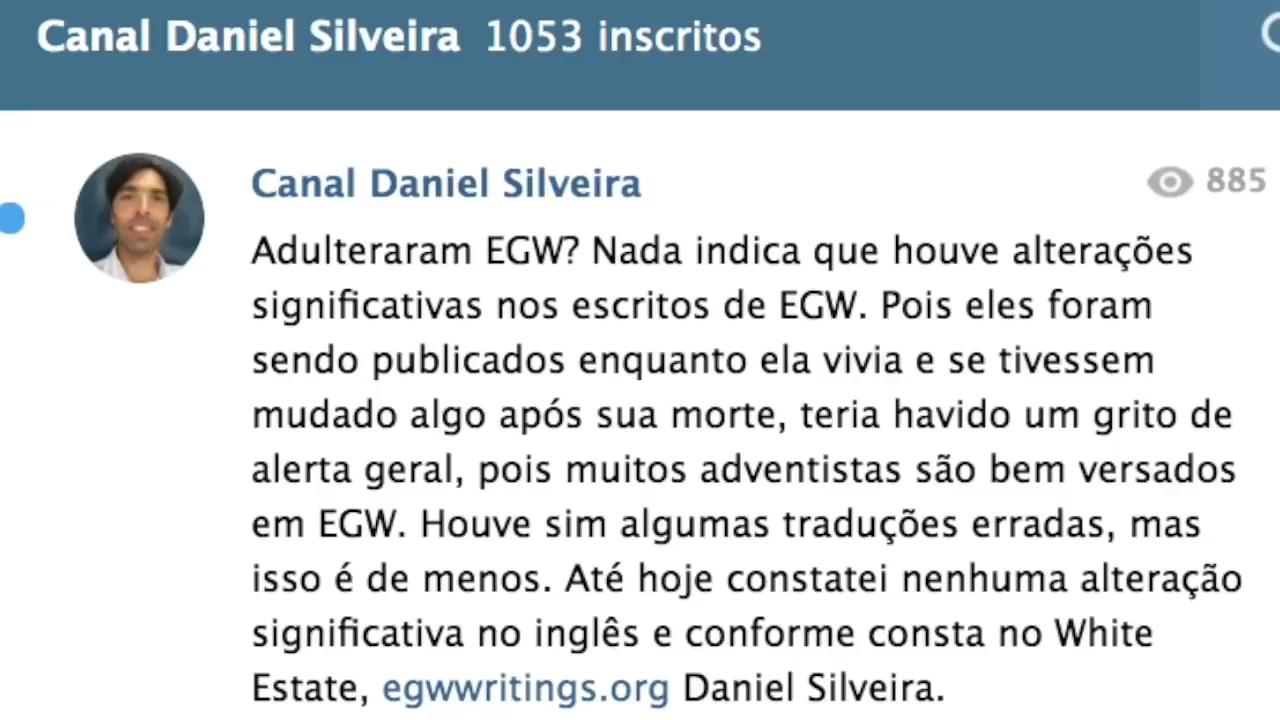 Canal Daniel Silveira 1053 inscritos
Canal Daniel Silveira 885
Adulteraram EGW? Nada indica que houve alterações
significativas nos escritos de EGW. Pois eles foram
sendo publicados enquanto ela vivia e se tivessem
mudado algo após sua morte, teria havido um grito de
alerta geral, pois muitos adventistas são bem versados
em EGW. Houve sim algumas traduções erradas, mas
isso é de menos. Até hoje constatei nenhuma alteração
significativa no inglês e conforme consta no White
Estate, egwwritings.org Daniel Silveira.